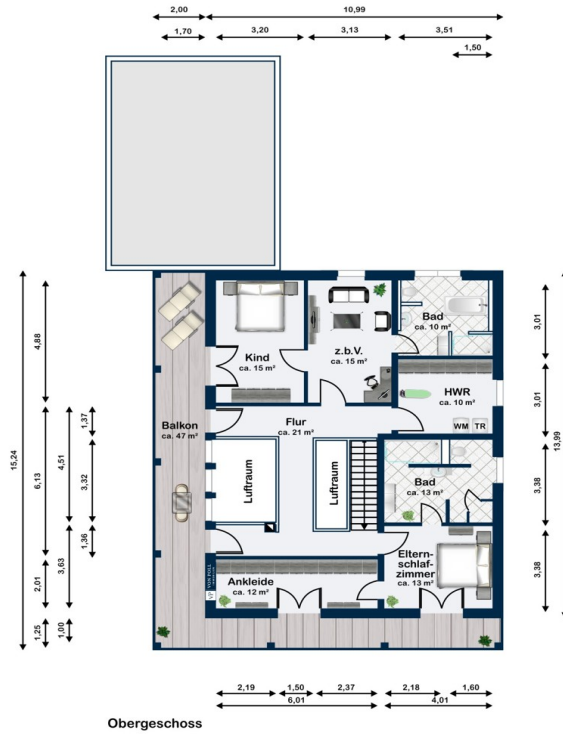 2,00
10,99
1,70
3,20
3,13
3,51
1,50
Bad
ca. 10 m²
Kind
ca. 15 m²
z.b.V.
ca. 15 m²
HWR
ca. 10 m²
WM TR
Balkon
ca. 47 m²
Flur
ca. 21 m²
Luftraum
Luftraum
Bad
ca. 13 m²
Ankleide
ca. 12 m²
Eltern-
schlaf-
zimmer
ca. 13 m²
VP VON POLL
15,24
4,88
6,13
2,01
1,25
4,51
3,63
1,00
1,37
3,32
1,36
3,01
3,01
3,38
3,38
13,99
2,19
1,50
2,37
2,18
1,60
6,01
4,01
Obergeschoss